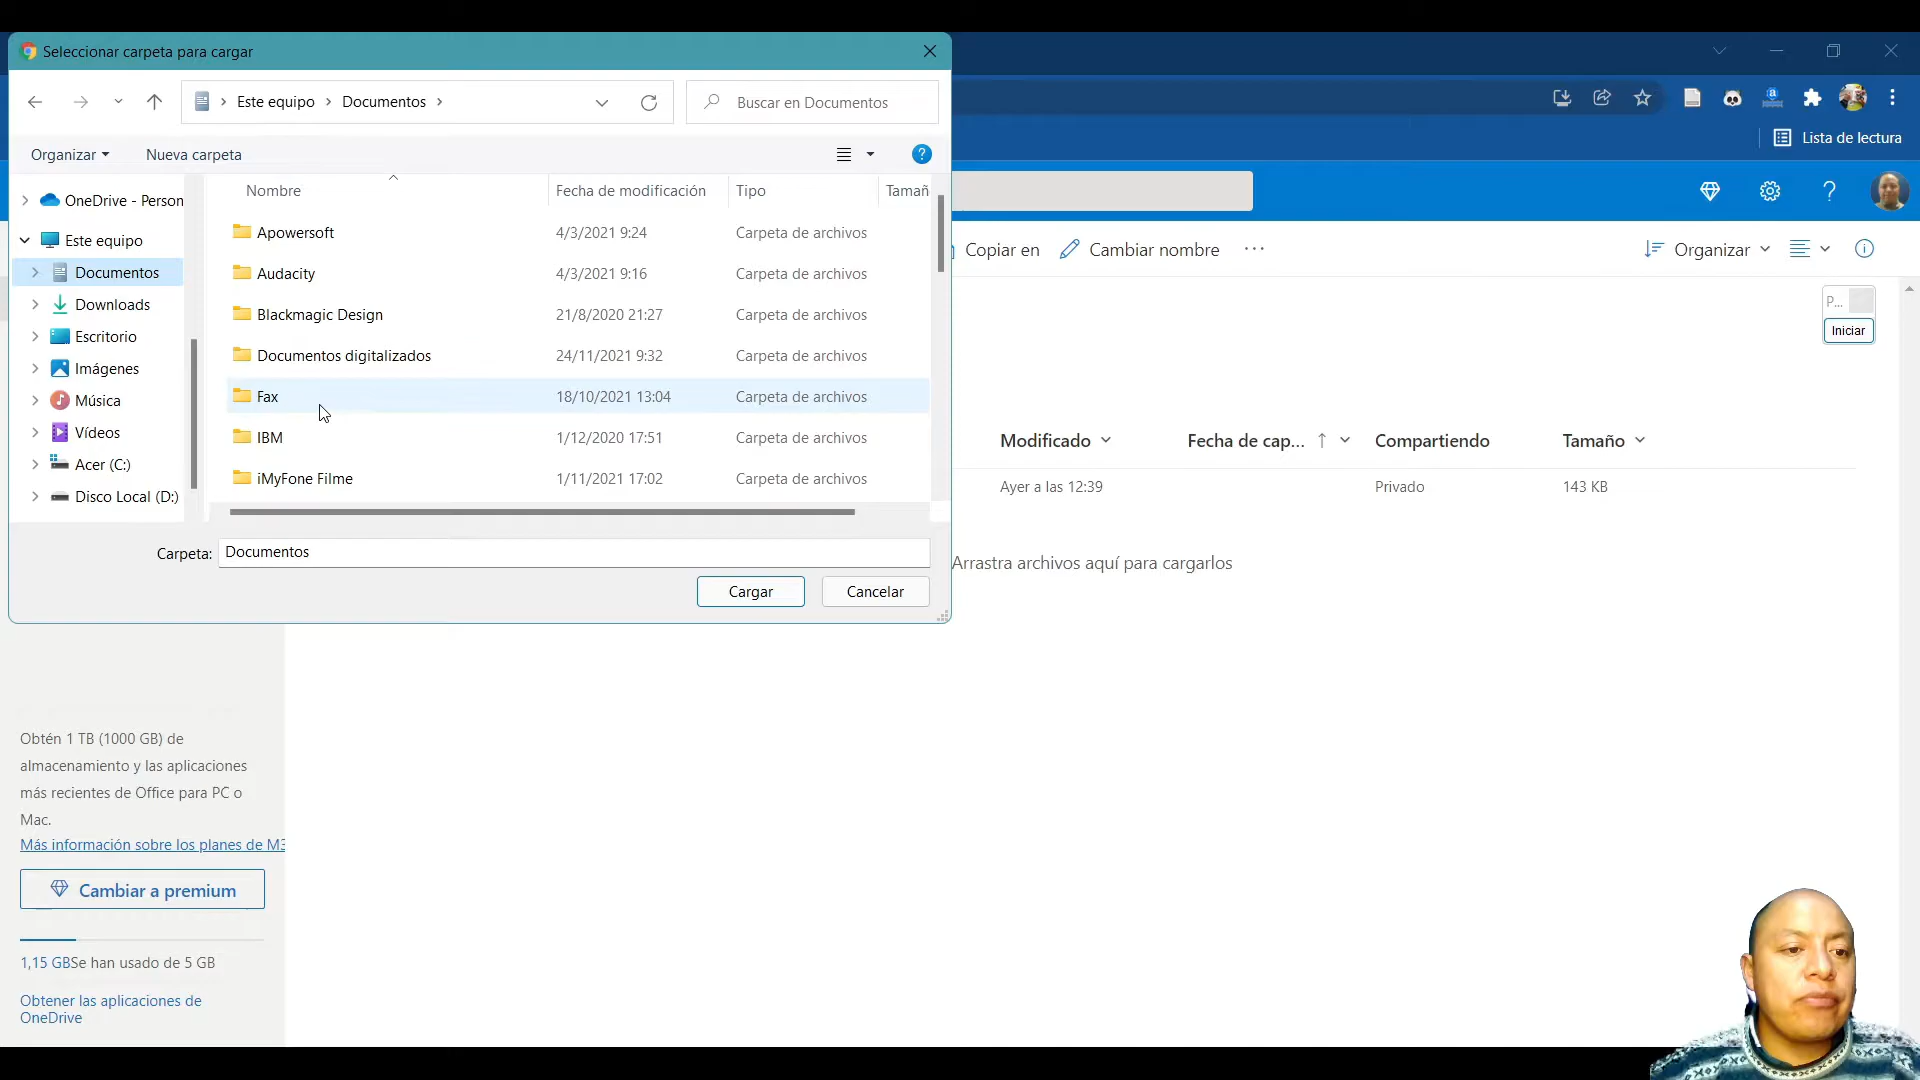 Seleccionar carpeta para cargar
Este equipo
Documentos
Buscar en Documentos
Organizar
Nueva carpeta
Nombre
Fecha de modificación
Tipo
Tamañ
OneDrive - Person
Este equipo
Documentos
Downloads
Escritorio
Imágenes
Música
Vídeos
Acer (C:)
Disco Local (D:)
Apowersoft 4/3/2021 9:24 Carpeta de archivos
Audacity 4/3/2021 9:16 Carpeta de archivos
Blackmagic Design 21/8/2020 21:27 Carpeta de archivos
Documentos digitalizados 24/11/2021 9:32 Carpeta de archivos
Fax 18/10/2021 13:04 Carpeta de archivos
IBM 1/12/2020 17:51 Carpeta de archivos
iMyFone Filme 1/11/2021 17:02 Carpeta de archivos
Carpeta: Documentos
Cargar
Cancelar
Lista de lectura
Copiar en
Cambiar nombre
Organizar
P...
Iniciar
Modificado
Fecha de cap...
Compartiendo
Tamaño
Ayer a las 12:39
Privado
143 KB
Arrastra archivos aquí para cargarlos
Obtén 1 TB (1000 GB) de
almacenamiento y las aplicaciones
más recientes de Office para PC o
Mac.
Más información sobre los planes de M3
Cambiar a premium
1,15 GBSe han usado de 5 GB
Obtener las aplicaciones de
OneDrive